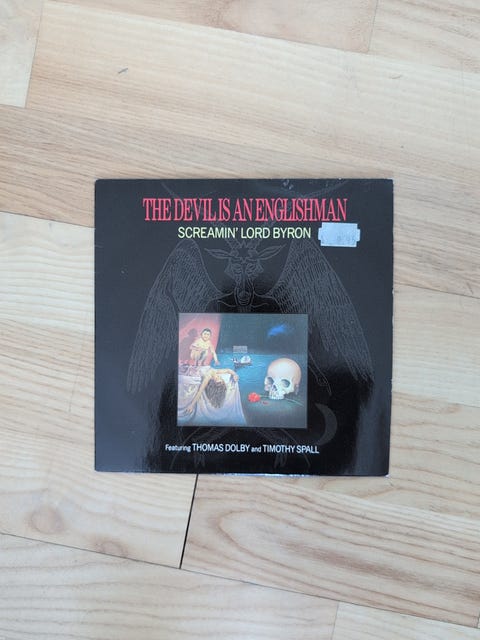 THE DEVIL IS AN ENGLISHMAN
SCREAMIN' LORD BYRON
Featuring THOMAS DOLBY and TIMOTHY SPALL